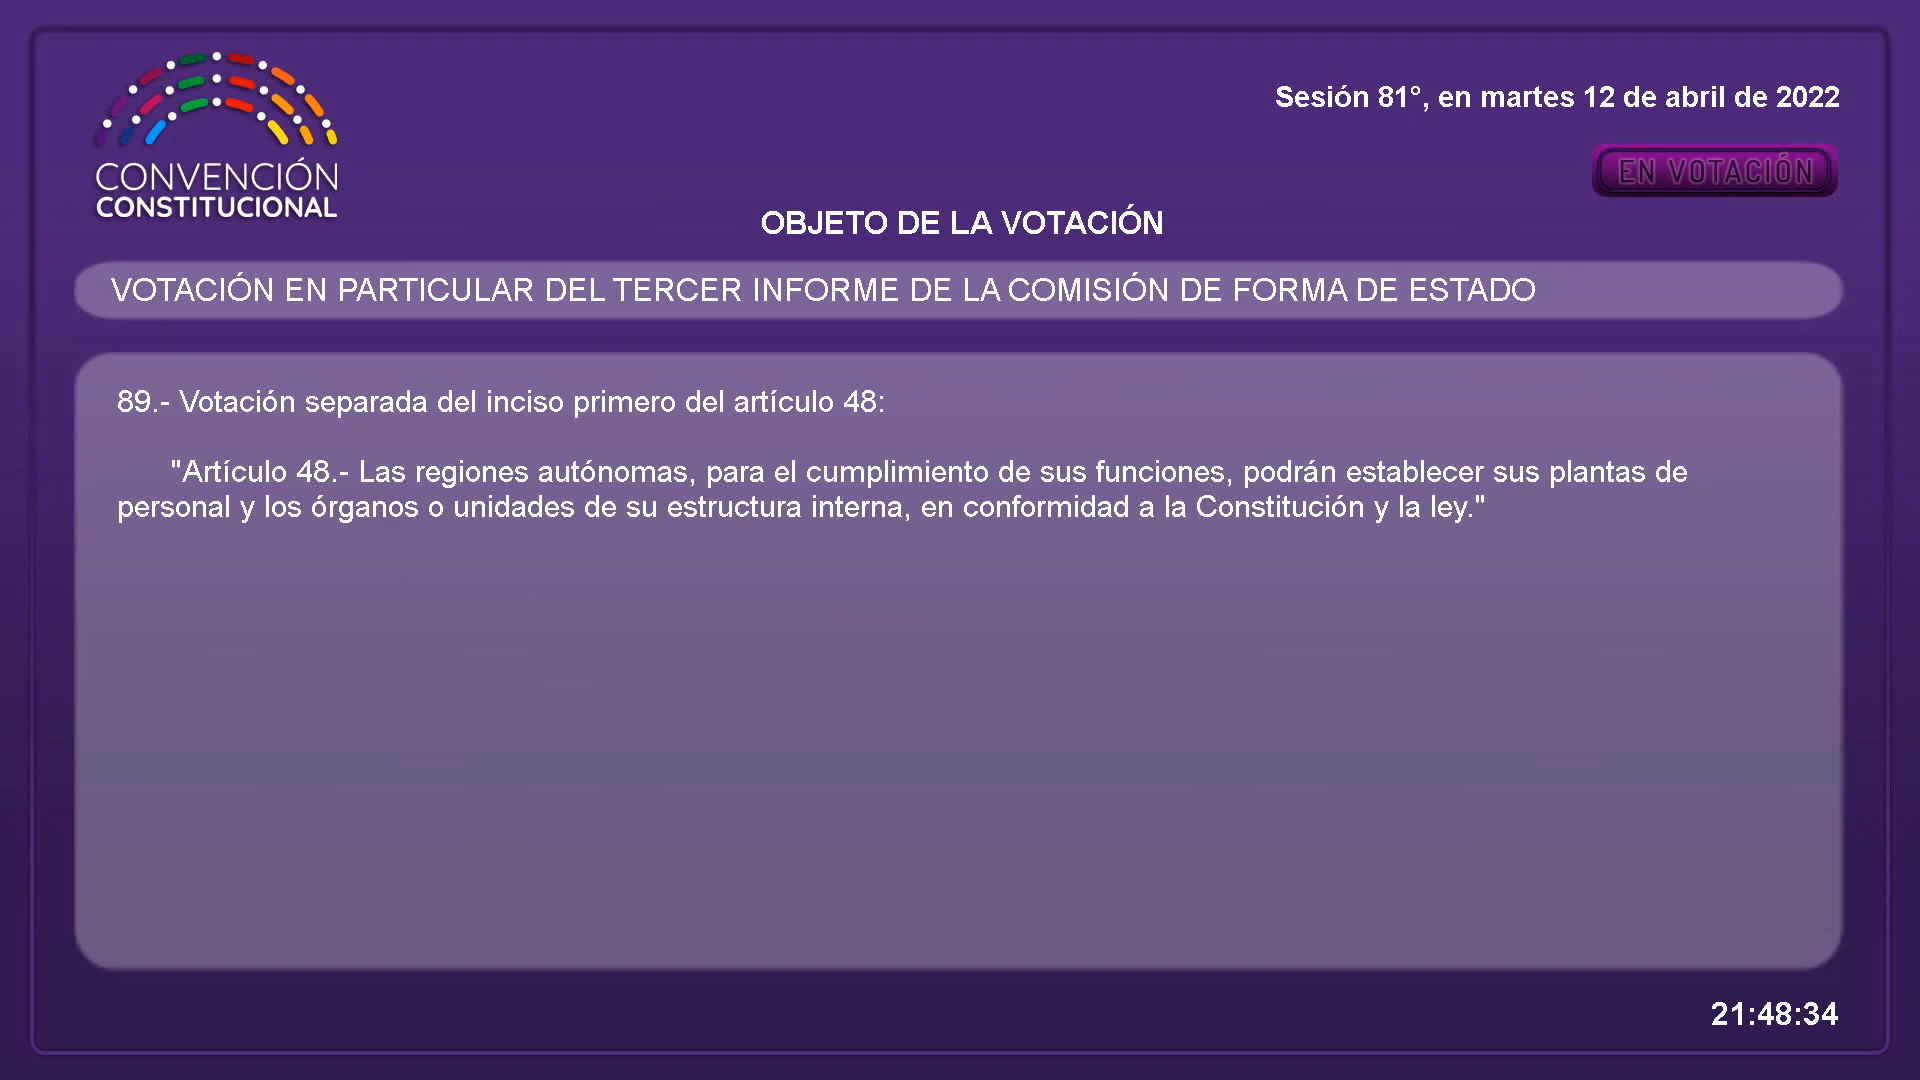 CONVENCIÓN
CONSTITUCIONAL
Sesión 81°, en martes 12 de abril de 2022
EN VOTACIÓN
OBJETO DE LA VOTACIÓN
VOTACIÓN EN PARTICULAR DEL TERCER INFORME DE LA COMISIÓN DE FORMA DE ESTADO
89.- Votación separada del inciso primero del artículo 48:
"Artículo 48.- Las regiones autónomas, para el cumplimiento de sus funciones, podrán establecer sus plantas de
personal y los órganos o unidades de su estructura interna, en conformidad a la Constitución y la ley."
21:48:34